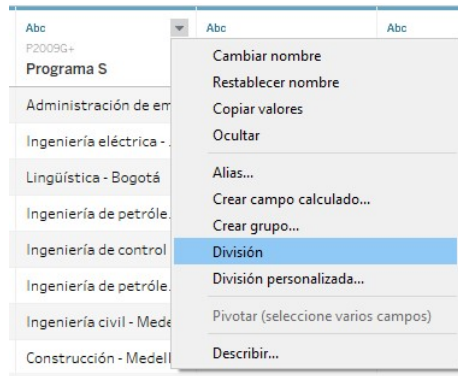 Abc
Abc
Abc
P2009G+
Programa S
Administración de em
Ingeniería eléctrica -
Lingüística - Bogotá
Ingeniería de petróle.
Ingeniería de control
Ingeniería de petróle.
Ingeniería civil - Mede
Construcción - Medell
Cambiar nombre
Restablecer nombre
Copiar valores
Ocultar
Alias...
Crear campo calculado...
Crear grupo...
División
División personalizada...
Pivotar (seleccione varios campos)
Describir...